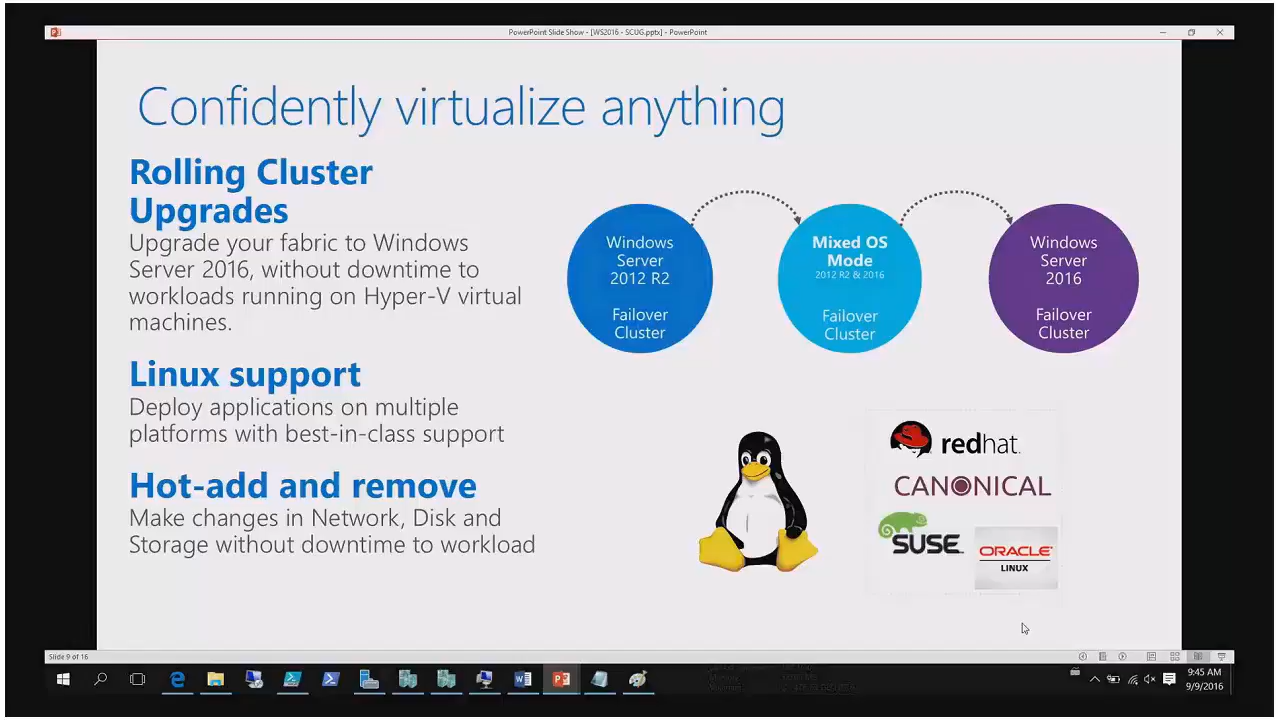 PowerPoint Slide Show - [WS2016 - SCUG.pptx] - PowerPoint
Confidently virtualize anything
Rolling Cluster
Upgrades
Upgrade your fabric to Windows
Server 2016, without downtime to
workloads running on Hyper-V virtual
machines.
Windows
Server
2012 R2
Failover
Cluster
Mixed OS
Mode
2012 R2 & 2016
Failover
Cluster
Windows
Server
2016
Failover
Cluster
Linux support
Deploy applications on multiple
platforms with best-in-class support
Hot-add and remove
Make changes in Network, Disk and
Storage without downtime to workload
redhat.
CANONICAL
SUSE
ORACLE
LINUX
Slide 9 of 16
9:45 AM
9/9/2016